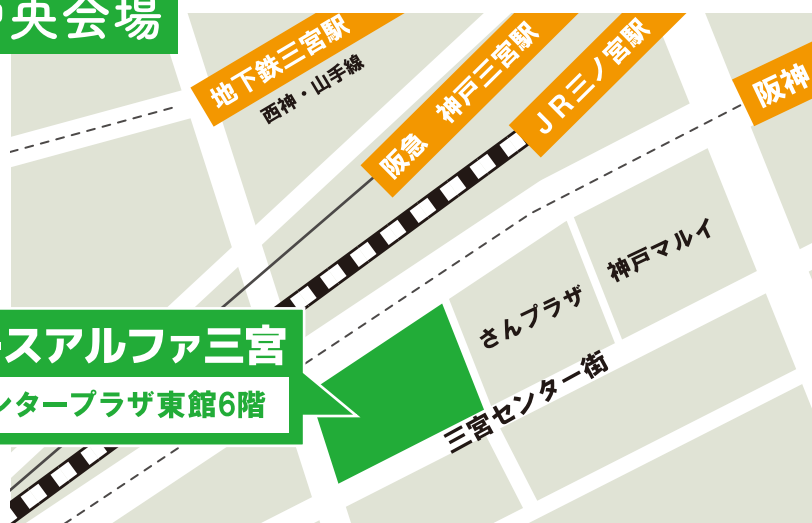 中央会場
地下鉄三宮駅
西神・山手線
阪急 神戸三宮駅
JR三ノ宮駅
阪神
神戸マルイ
さんプラザ
スアルファ三宮
ンタープラザ東館6階
三宮センター街